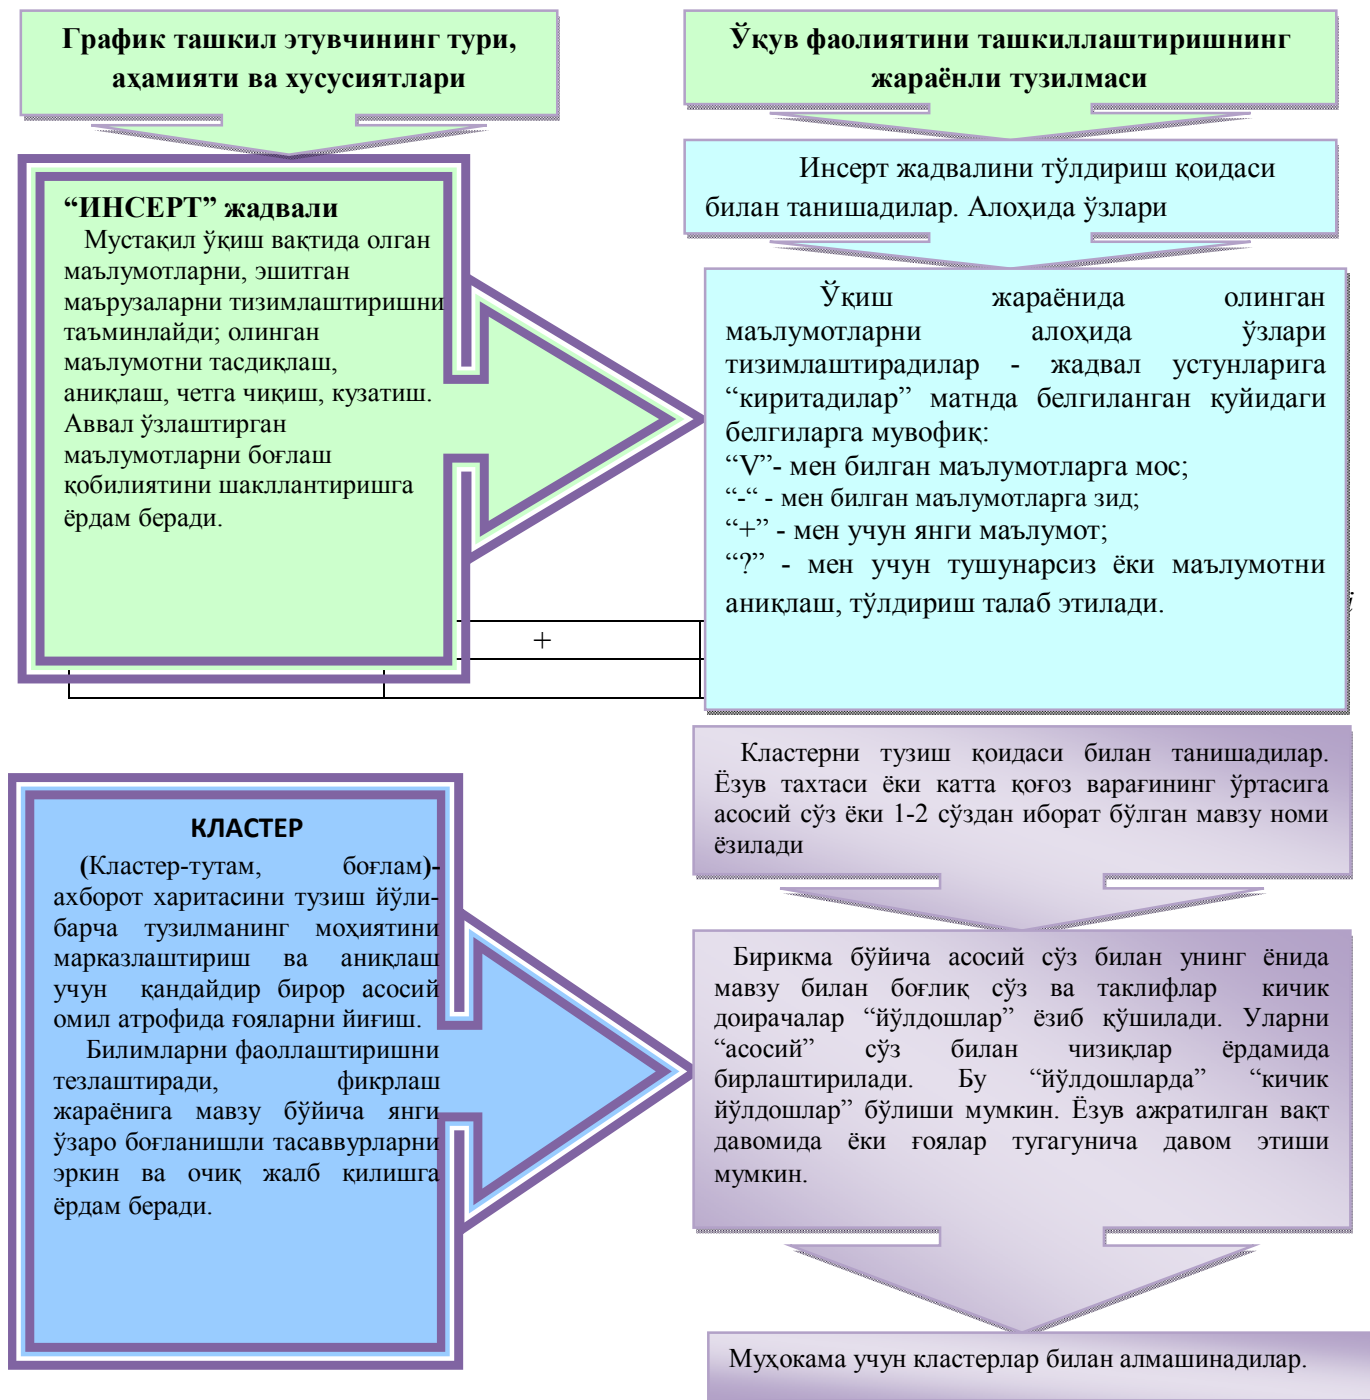 График ташкил этувчининг тури,
аҳамияти ва хусусиятлари
Ўқув фаолиятини ташкиллаштиришнинг
жараёнли тузилмаси
“ИНСЕРТ” жадвали
Мустақил ўқиш вақтида олган
маълумотларни, эшитган
маърузаларни тизимлаштиришни
таъминлайди; олинган
маълумотни тасдиқлаш,
аниқлаш, четга чиқиш, кузатиш.
Аввал ўзлаштирган
маълумотларни боғлаш
қобилиятини шакллантиришга
ёрдам беради.
Инсерт жадвалини тўлдириш қоидаси
билан танишадилар. Алоҳида ўзлари
Ўқиш жараёнида олинган
маълумотларни алоҳида ўзлари
тизимлаштирадилар - жадвал устунларига
“киритадилар” матнда белгиланган қуйидаги
белгиларга мувофиқ:
“V”- мен билган маълумотларга мос;
“-“ - мен билган маълумотларга зид;
“+” - мен учун янги маълумот;
“?” - мен учун тушунарсиз ёки маълумотни
аниқлаш, тўлдириш талаб этилади.
+
КЛАСТЕР
(Кластер-тутам, боғлам)-
ахборот харитасини тузиш йўли-
барча тузилманинг моҳиятини
марказлаштириш ва аниқлаш
учун қандайдир бирор асосий
омил атрофида ғояларни йиғиш.
Билимларни фаоллаштиришни
тезлаштиради, фикрлаш
жараёнига мавзу бўйича янги
ўзаро боғланишли тасаввурларни
эркин ва очиқ жалб қилишга
ёрдам беради.
Кластерни тузиш қоидаси билан танишадилар.
Ёзув тахтаси ёки катта қоғоз варағининг ўртасига
асосий сўз ёки 1-2 сўздан иборат бўлган мавзу номи
ёзилади
Бирикма бўйича асосий сўз билан унинг ёнида
мавзу билан боғлиқ сўз ва таклифлар кичик
доирачалар “йўлдошлар” ёзиб қўшилади. Уларни
“асосий” сўз билан чизиқлар ёрдамида
бирлаштирилади. Бу “йўлдошларда” “кичик
йўлдошлар” бўлиши мумкин. Ёзув ажратилган вақт
давомида ёки ғоялар тугагунича давом этиши
мумкин.
Муҳокама учун кластерлар билан алмашинадилар.